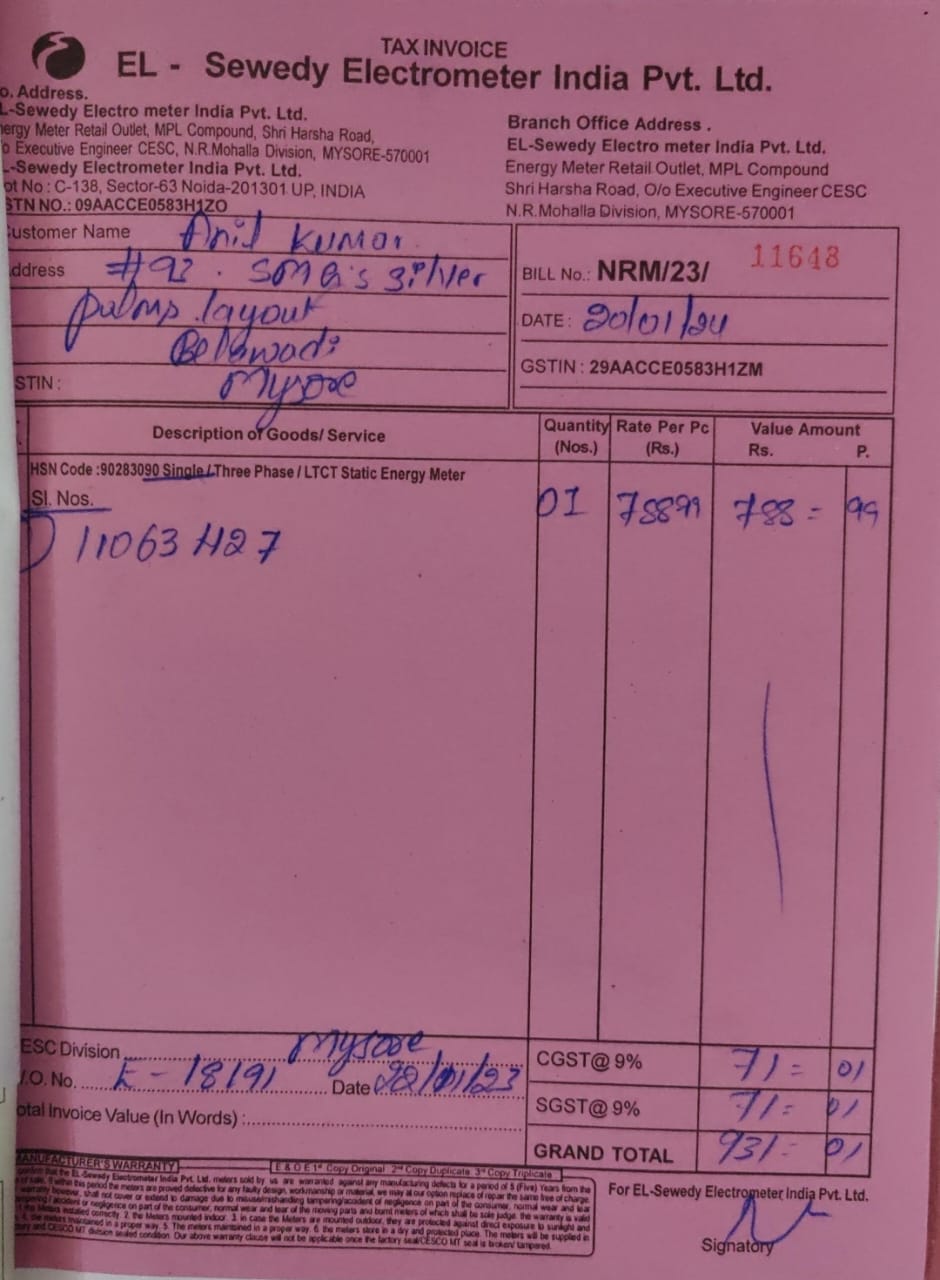 TAX INVOICE
EL - Sewedy Electrometer India Pvt. Ltd.
o. Address.
L-Sewedy Electro meter India Pvt. Ltd.
nergy Meter Retail Outlet, MPL Compound, Shri Harsha Road,
o Executive Engineer CESC, N.R.Mohalla Division, MYSORE-570001
L-Sewedy Electrometer India Pvt. Ltd.
ot No : C-138, Sector-63 Noida-201301 UP, INDIA
STN NO.: 09AACCE0583H1ZO
Branch Office Address .
EL-Sewedy Electro meter India Pvt. Ltd.
Energy Meter Retail Outlet, MPL Compound
Shri Harsha Road, O/o Executive Engineer CESC
N.R.Mohalla Division, MYSORE-570001
ustomer Name Anil Kumar
ddress #92. silver
palms layout
Belawadi
STIN : Mysore
BILL No.: NRM/23/ 11648
DATE : 20/01/24
GSTIN : 29AACCE0583H1ZM
Description of Goods/ Service Quantity (Nos.) Rate Per Pc (Rs.) Value Amount Rs. P.
HSN Code :90283090 Single / Three Phase / LTCT Static Energy Meter
Sl. Nos. 01 78899 788= 99
11063427
ESC Division Mysore
.O. No. K-18191 Date 22/01/23
otal Invoice Value (In Words) :
CGST@ 9% 71= 01
SGST@ 9% 71= 01
GRAND TOTAL 931= 01
MANUFACTURER'S WARRANTY
E & O E 1st Copy Original 2nd Copy Duplicate 3rd Copy Triplicate
For EL-Sewedy Electrometer India Pvt. Ltd.
Signatory